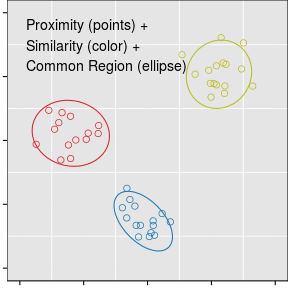 Proximity (points) +
Similarity (color) +
Common Region (ellipse)